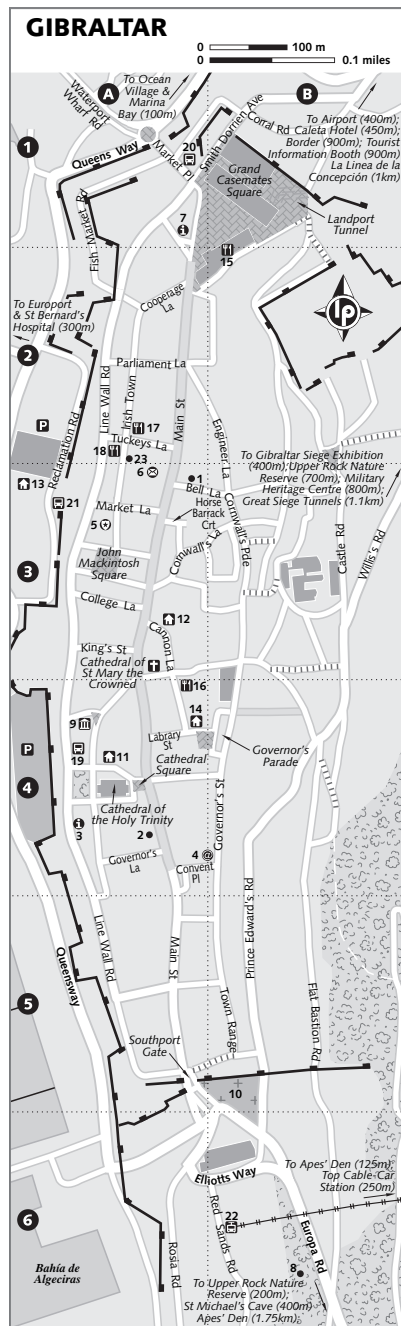 GIBRALTAR
0 100 m
0 0.1 miles
A
B
To Ocean
Village &
Marina
Bay (100m)
Waterport
Wharf Rd
To Airport (400m);
Caleta Hotel (450m);
Border (900m); Tourist
Information Booth (900m)
La Linea de la
Concepción (1km)
Corral Rd
Smith Dorrien Ave
1
Queens Way
20
Market Pl
Grand
Casemates
Square
Landport
Tunnel
Fish Market Rd
7
15
Cooperage
La
lp
To Europort
& St Bernard's
Hospital (300m)
2
Parliament La
Line Wall Rd
Irish Town
Main St
Engineer La
P
Reclamation Rd
17
Tuckeys La
18
23
6
To Gibraltar Siege Exhibition
(400m); Upper Rock Nature
Reserve (700m); Military
Heritage Centre (800m);
Great Siege Tunnels (1.1km)
13
1
Bell La
21
Market La
Horse
Barrack
Crt
Cornwall's Pde
5
Cornwall's La
Castle Rd
Willis's Rd
3
John
Mackintosh
Square
College La
12
Cannon La
King's St
Cathedral of
St Mary the
Crowned
16
14
9
Labrary
St
P
19
11
Cathedral
Square
Governor's
Parade
4
Cathedral of
the Holy Trinity
3
2
4
Governor's St
Governor's
La
Convent
Pl
Prince Edward's Rd
Line Wall Rd
Queensway
Main St
Town Range
Flat Bastion Rd
5
Southport
Gate
10
Elliotts Way
To Apes' Den (125m);
Top Cable-Car
Station (250m)
6
22
Red Sands Rd
Rosia Rd
Europa Rd
8
Bahía de
Algeciras
To Upper Rock Nature
Reserve (200m);
St Michael's Cave (400m)
Apes' Den (1.75km)